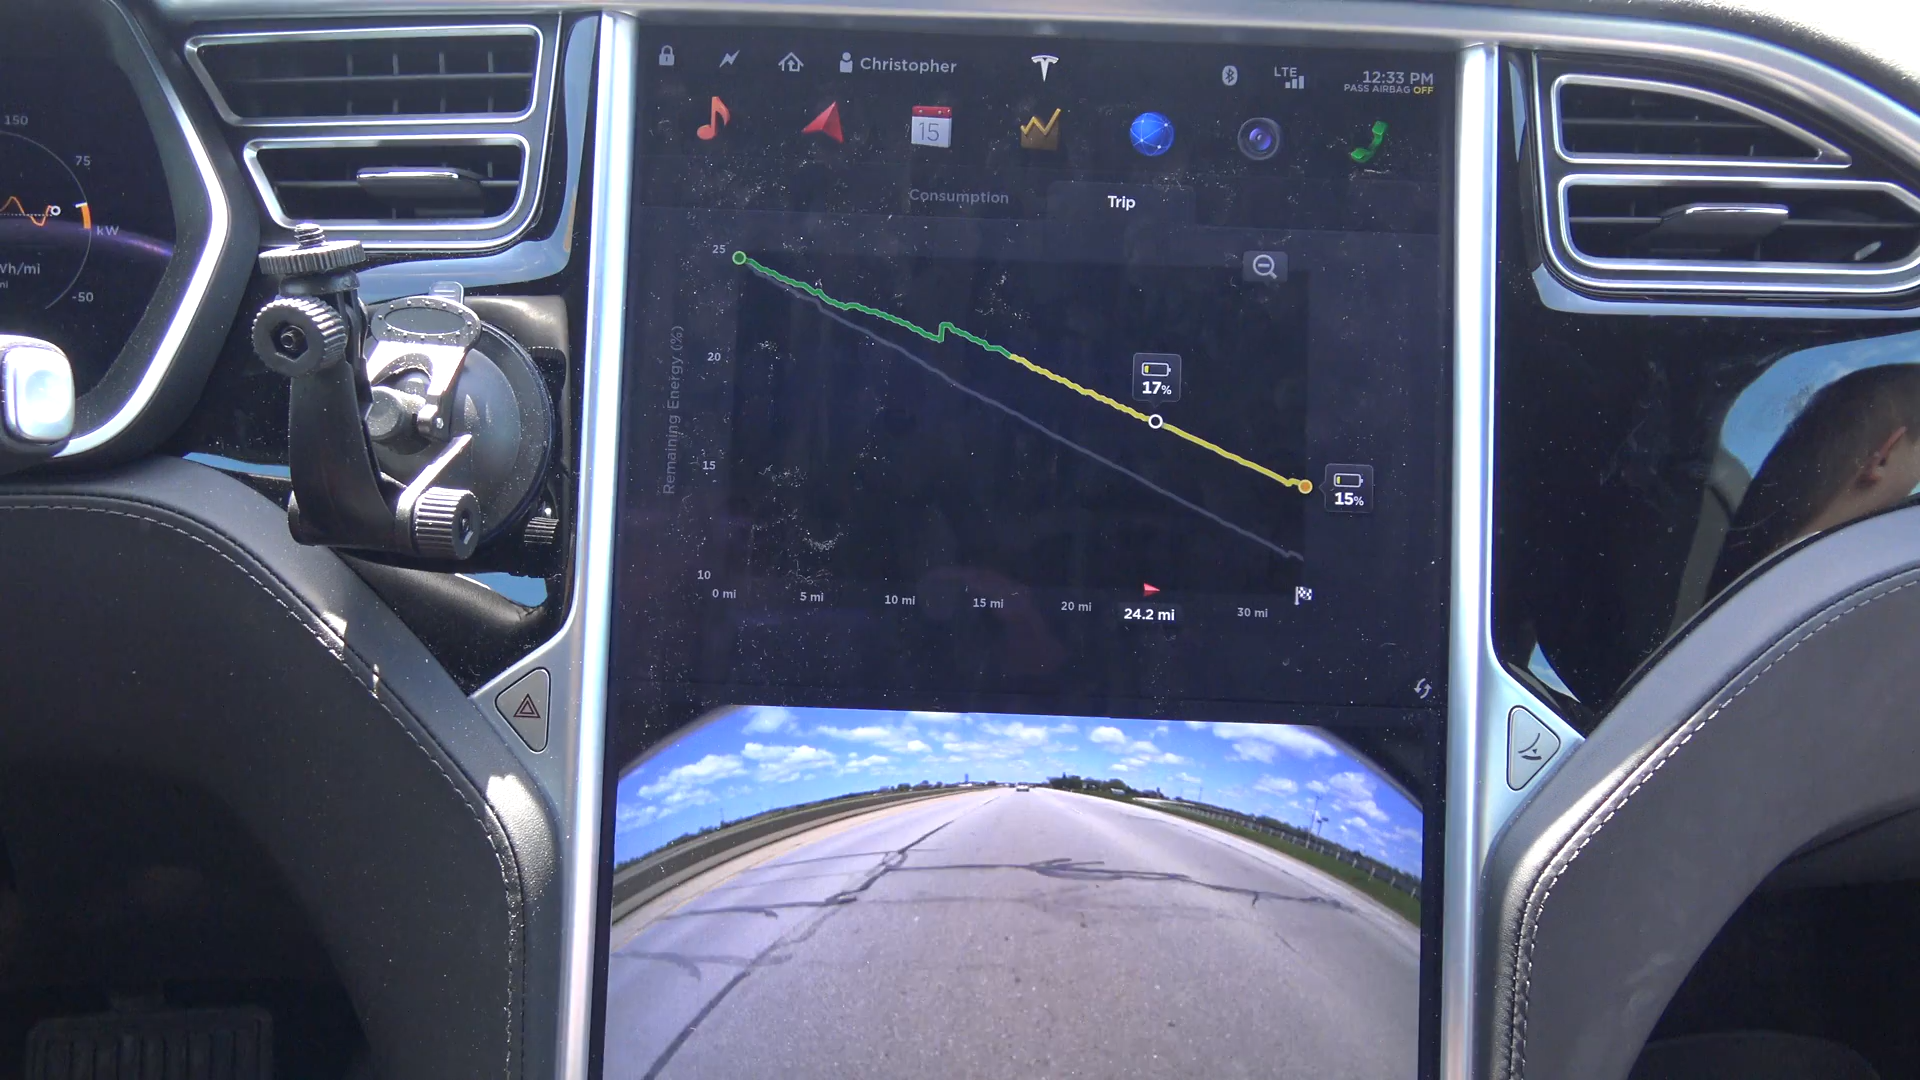 Christopher
LTE
12:33 PM
PASS AIRBAG OFF
15
Consumption
Trip
25
20
15
10
Remaining Energy (%)
17%
15%
0 mi
5 mi
10 mi
15 mi
20 mi
24.2 mi
30 mi
150
75
kW
Wh/mi
-50